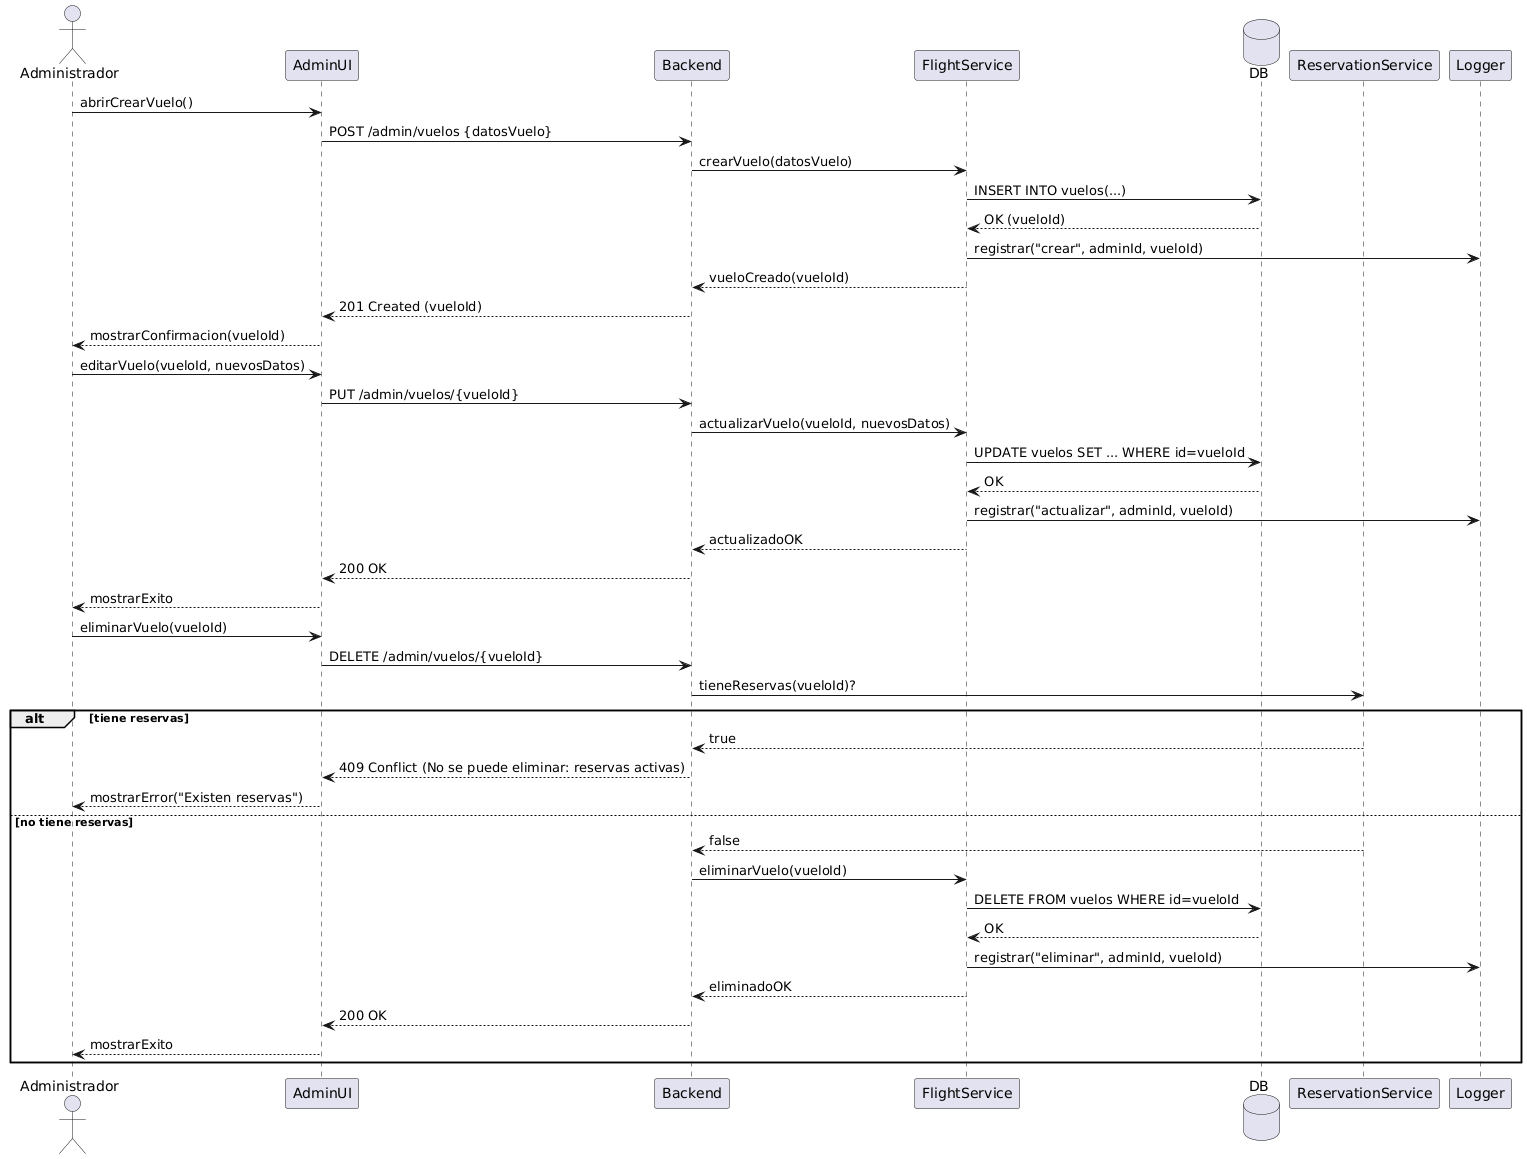 Administrador
AdminUI
Backend
FlightService
DB
ReservationService
Logger
abrirCrearVuelo()
POST /admin/vuelos {datosVuelo}
crearVuelo(datosVuelo)
INSERT INTO vuelos(...)
OK (vueloId)
registrar("crear", adminId, vueloId)
vueloCreado(vueloId)
201 Created (vueloId)
mostrarConfirmacion(vueloId)
editarVuelo(vueloId, nuevosDatos)
PUT /admin/vuelos/{vueloId}
actualizarVuelo(vueloId, nuevosDatos)
UPDATE vuelos SET ... WHERE id=vueloId
OK
registrar("actualizar", adminId, vueloId)
actualizadoOK
200 OK
mostrarExito
eliminarVuelo(vueloId)
DELETE /admin/vuelos/{vueloId}
tieneReservas(vueloId)?
alt [tiene reservas]
true
409 Conflict (No se puede eliminar: reservas activas)
mostrarError("Existen reservas")
[no tiene reservas]
false
eliminarVuelo(vueloId)
DELETE FROM vuelos WHERE id=vueloId
OK
registrar("eliminar", adminId, vueloId)
eliminadoOK
200 OK
mostrarExito
Administrador
AdminUI
Backend
FlightService
DB
ReservationService
Logger